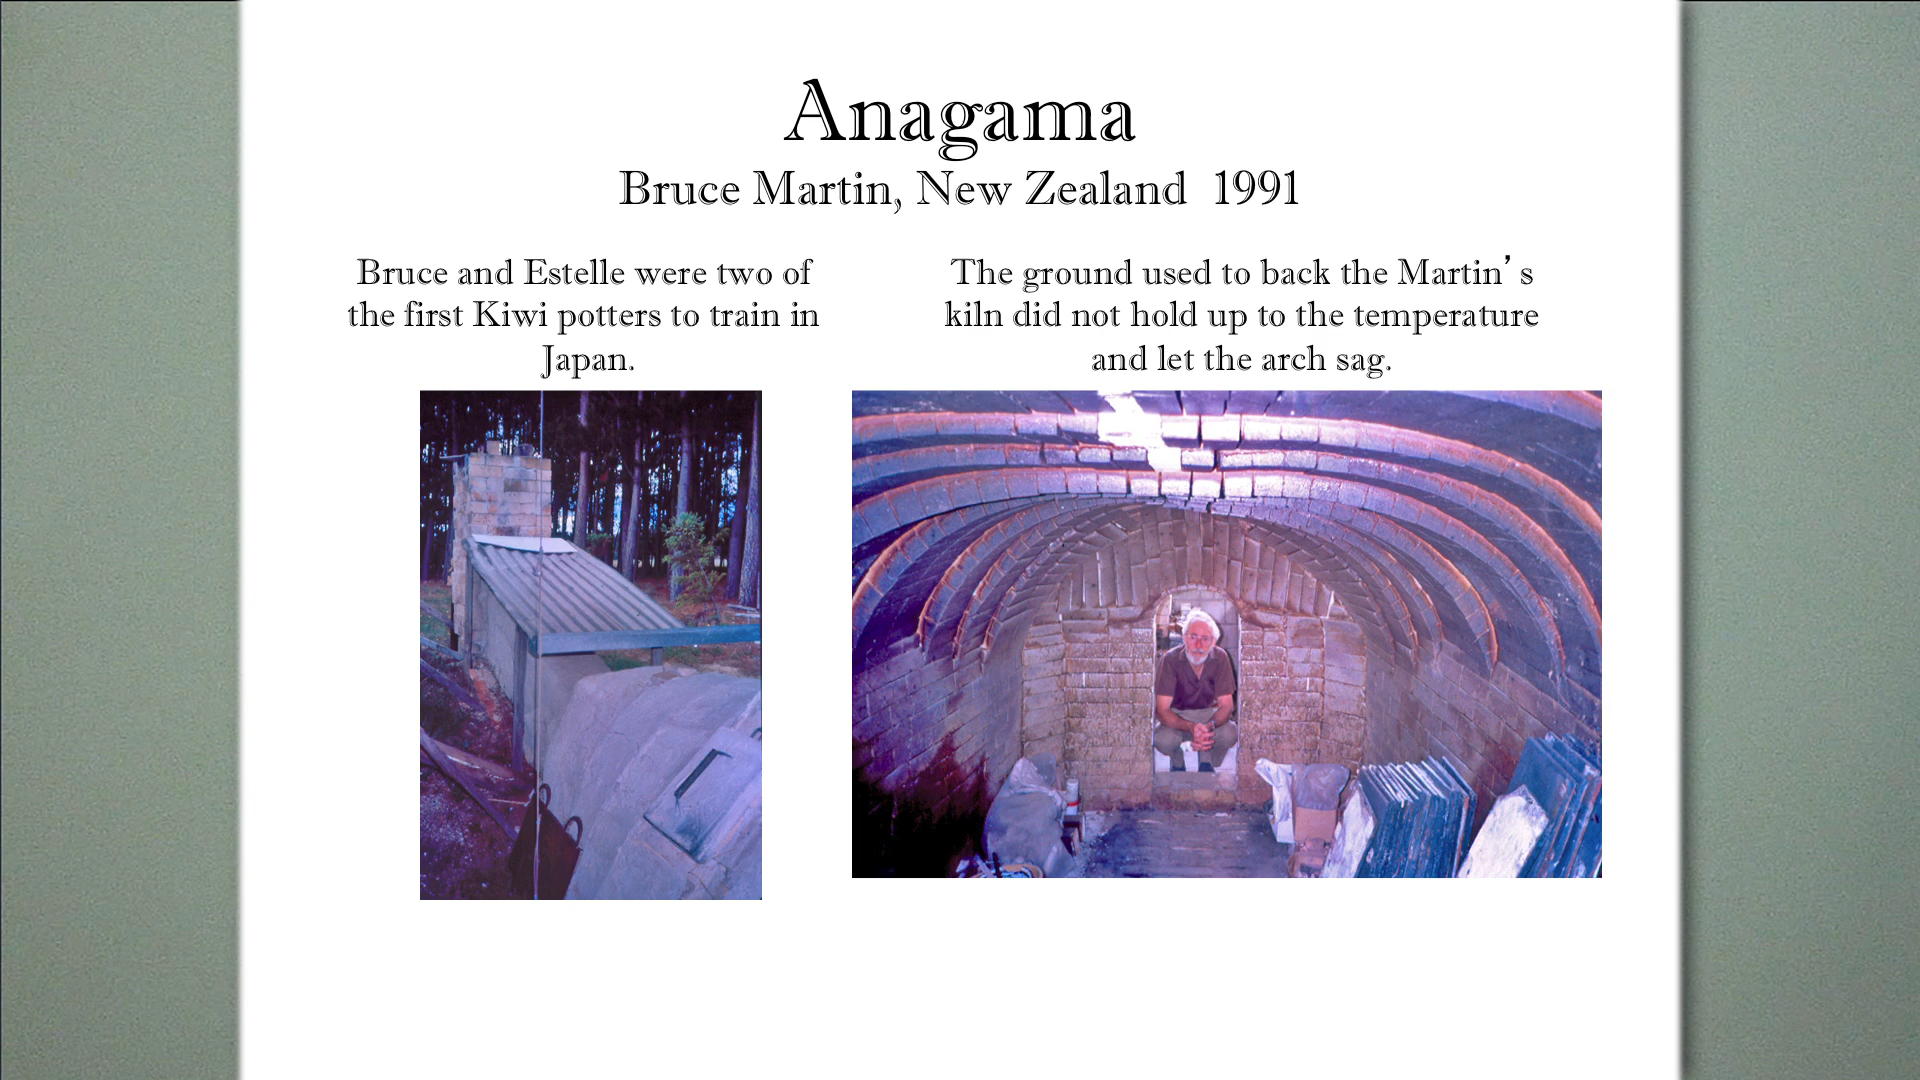 Anagama
Bruce Martin, New Zealand  1991
Bruce and Estelle were two of
the first Kiwi potters to train in
Japan.
The ground used to back the Martin’s
kiln did not hold up to the temperature
and let the arch sag.